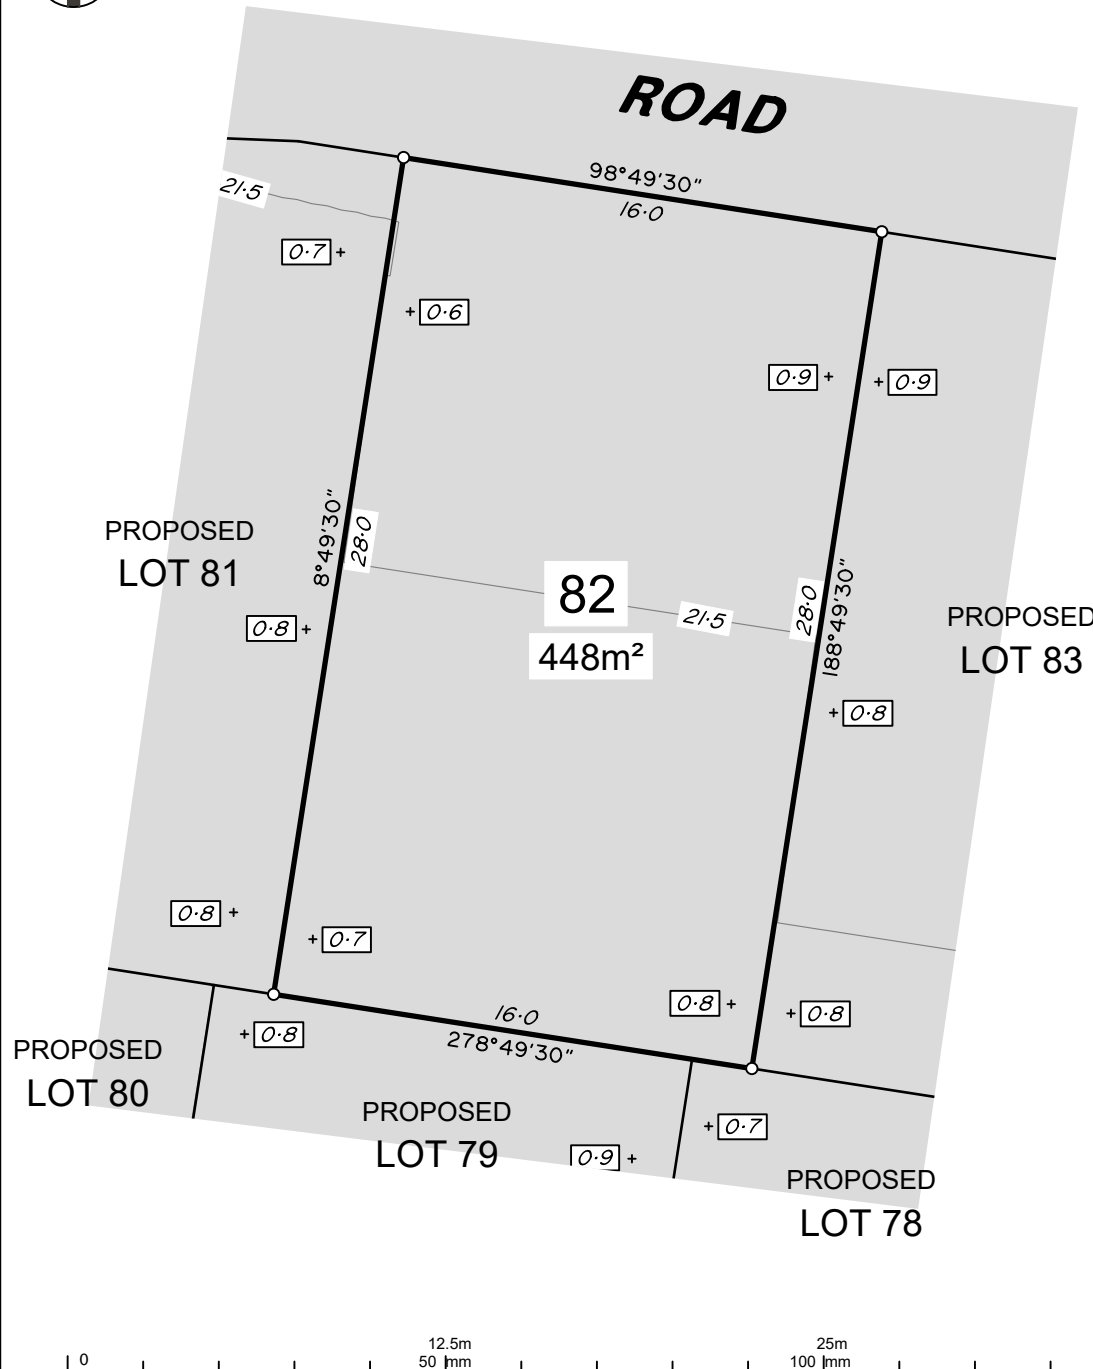 ROAD
98°49'30"
16·0
21·5
0·7
0·6
0·9
0·9
8°49'30"
28·0
PROPOSED
LOT 81
82
448m²
21·5
28·0
188°49'30"
PROPOSED
LOT 83
0·8
0·8
0·8
0·7
0·8
0·8
0·8
16·0
278°49'30"
PROPOSED
LOT 80
PROPOSED
LOT 79
0·9
0·7
PROPOSED
LOT 78
0
12.5m
50 mm
25m
100 mm